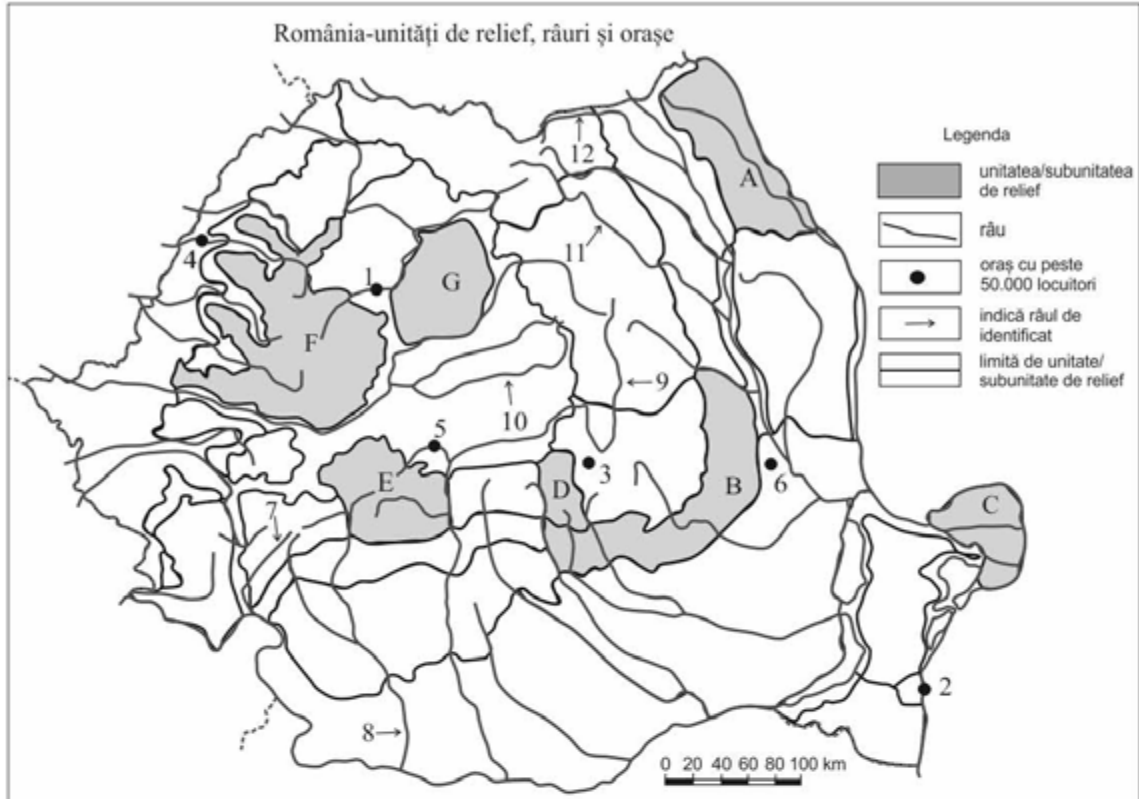 România-unități de relief, râuri și orașe
12
A
Legenda
unitatea/subunitatea
de relief
râu
oraș cu peste
50.000 locuitori
indică râul de
identificat
limită de unitate/
subunitate de relief
4
11
1
G
F
9
10
5
3
E
D
B
6
C
7
2
8
0 20 40 60 80 100 km